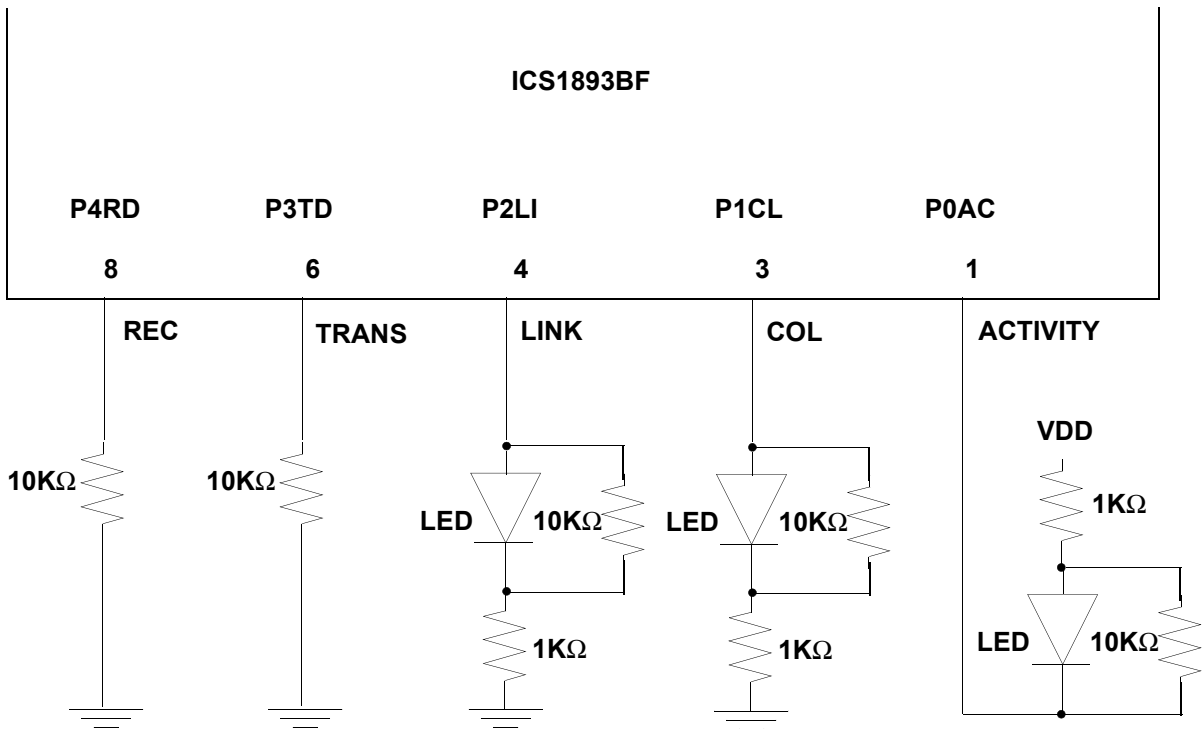 ICS1893BF
P4RD P3TD P2LI P1CL P0AC
8 6 4 3 1
REC TRANS LINK COL ACTIVITY
VDD
10KΩ 10KΩ 1KΩ
LED 10KΩ LED 10KΩ
1KΩ 1KΩ LED 10KΩ